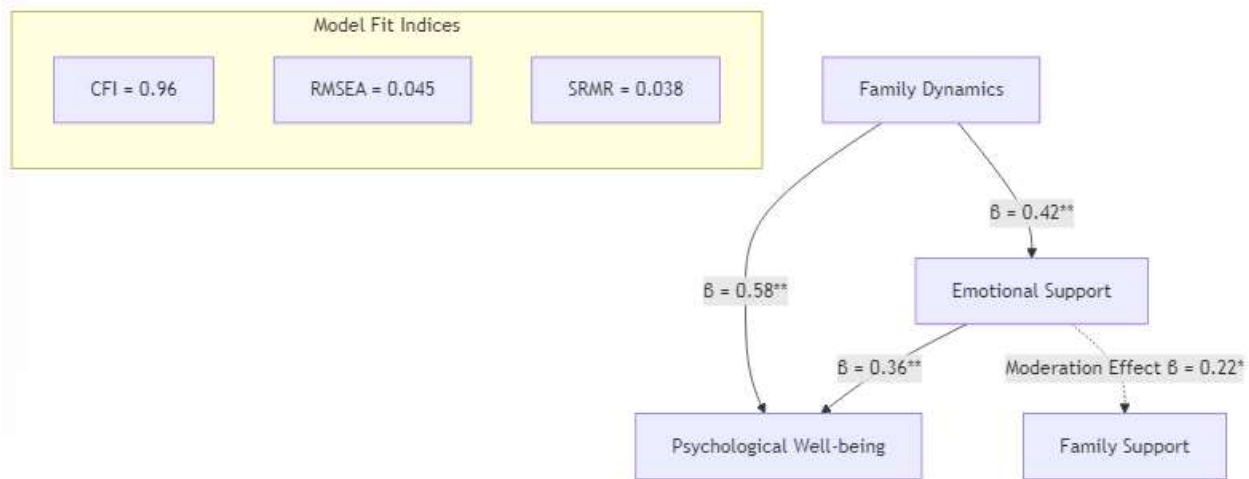 Model Fit Indices
CFI = 0.96
RMSEA = 0.045
SRMR = 0.038
Family Dynamics
β = 0.42**
β = 0.58**
Emotional Support
β = 0.36**
Moderation Effect β = 0.22*
Psychological Well-being
Family Support